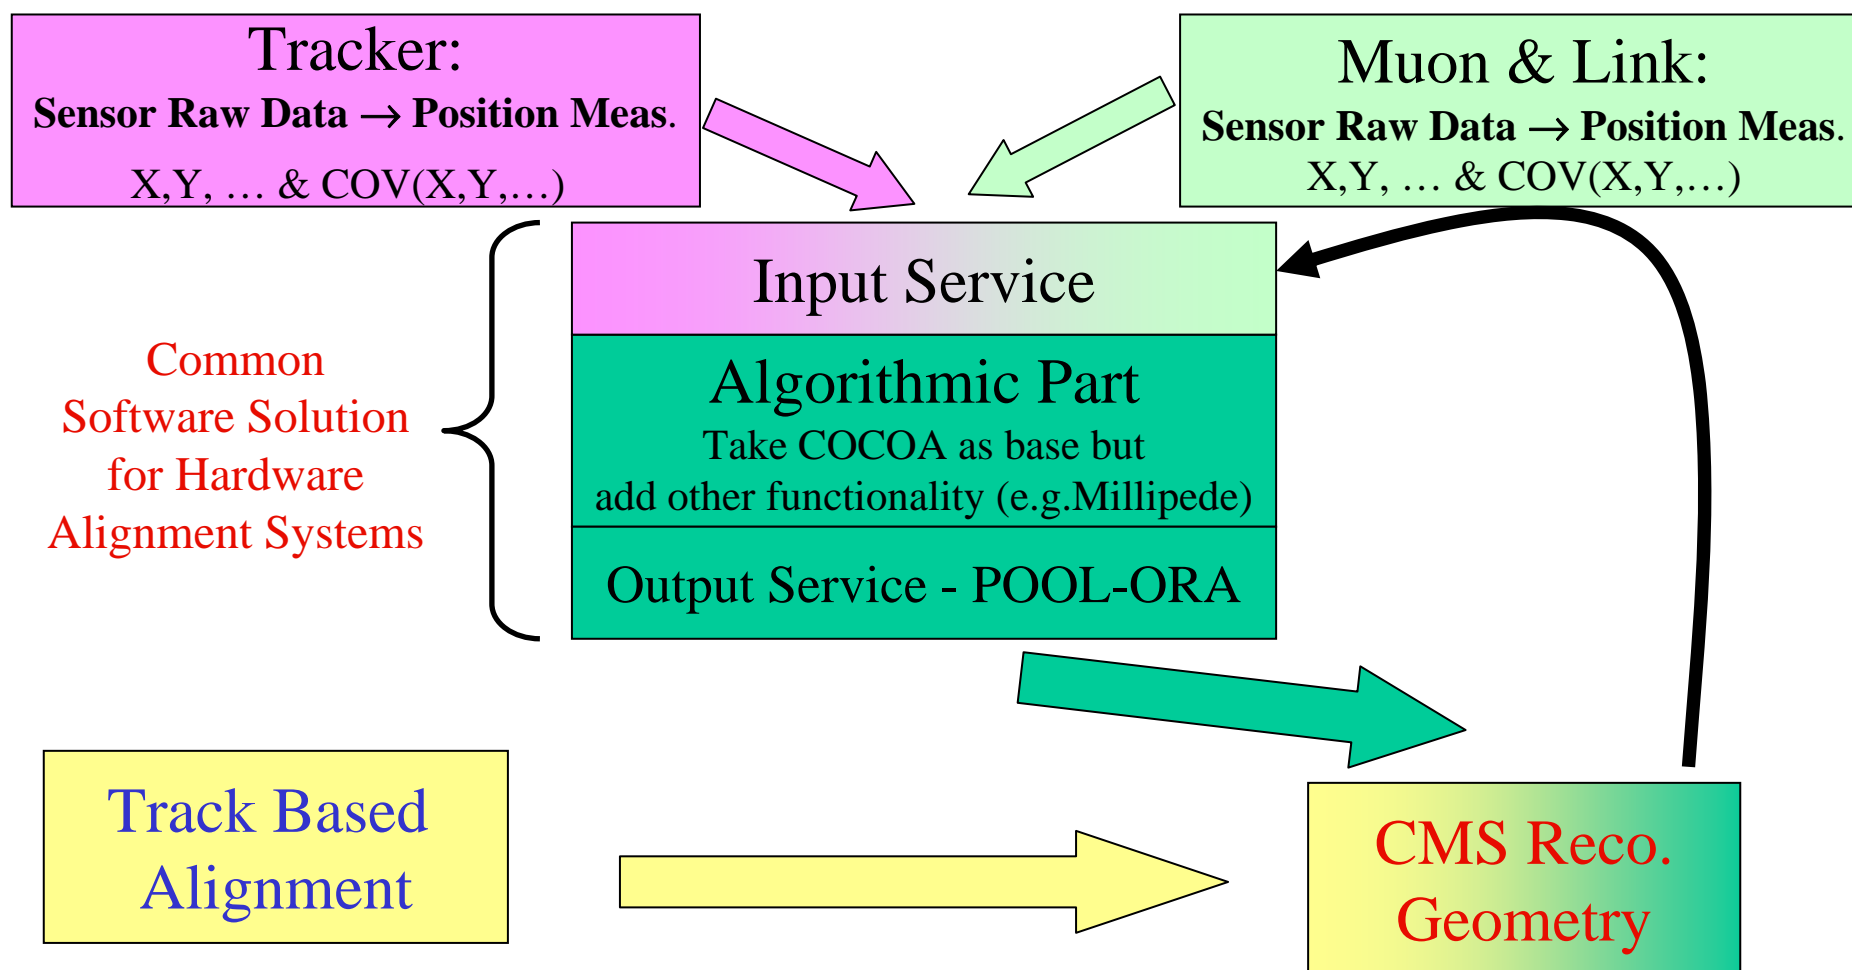 Tracker:
Sensor Raw Data → Position Meas.
X,Y, … & COV(X,Y,…)
Muon & Link:
Sensor Raw Data → Position Meas.
X,Y, … & COV(X,Y,…)
Input Service
Algorithmic Part
Take COCOA as base but
add other functionality (e.g.Millipede)
Output Service - POOL-ORA
Common
Software Solution
for Hardware
Alignment Systems
Track Based
Alignment
CMS Reco.
Geometry